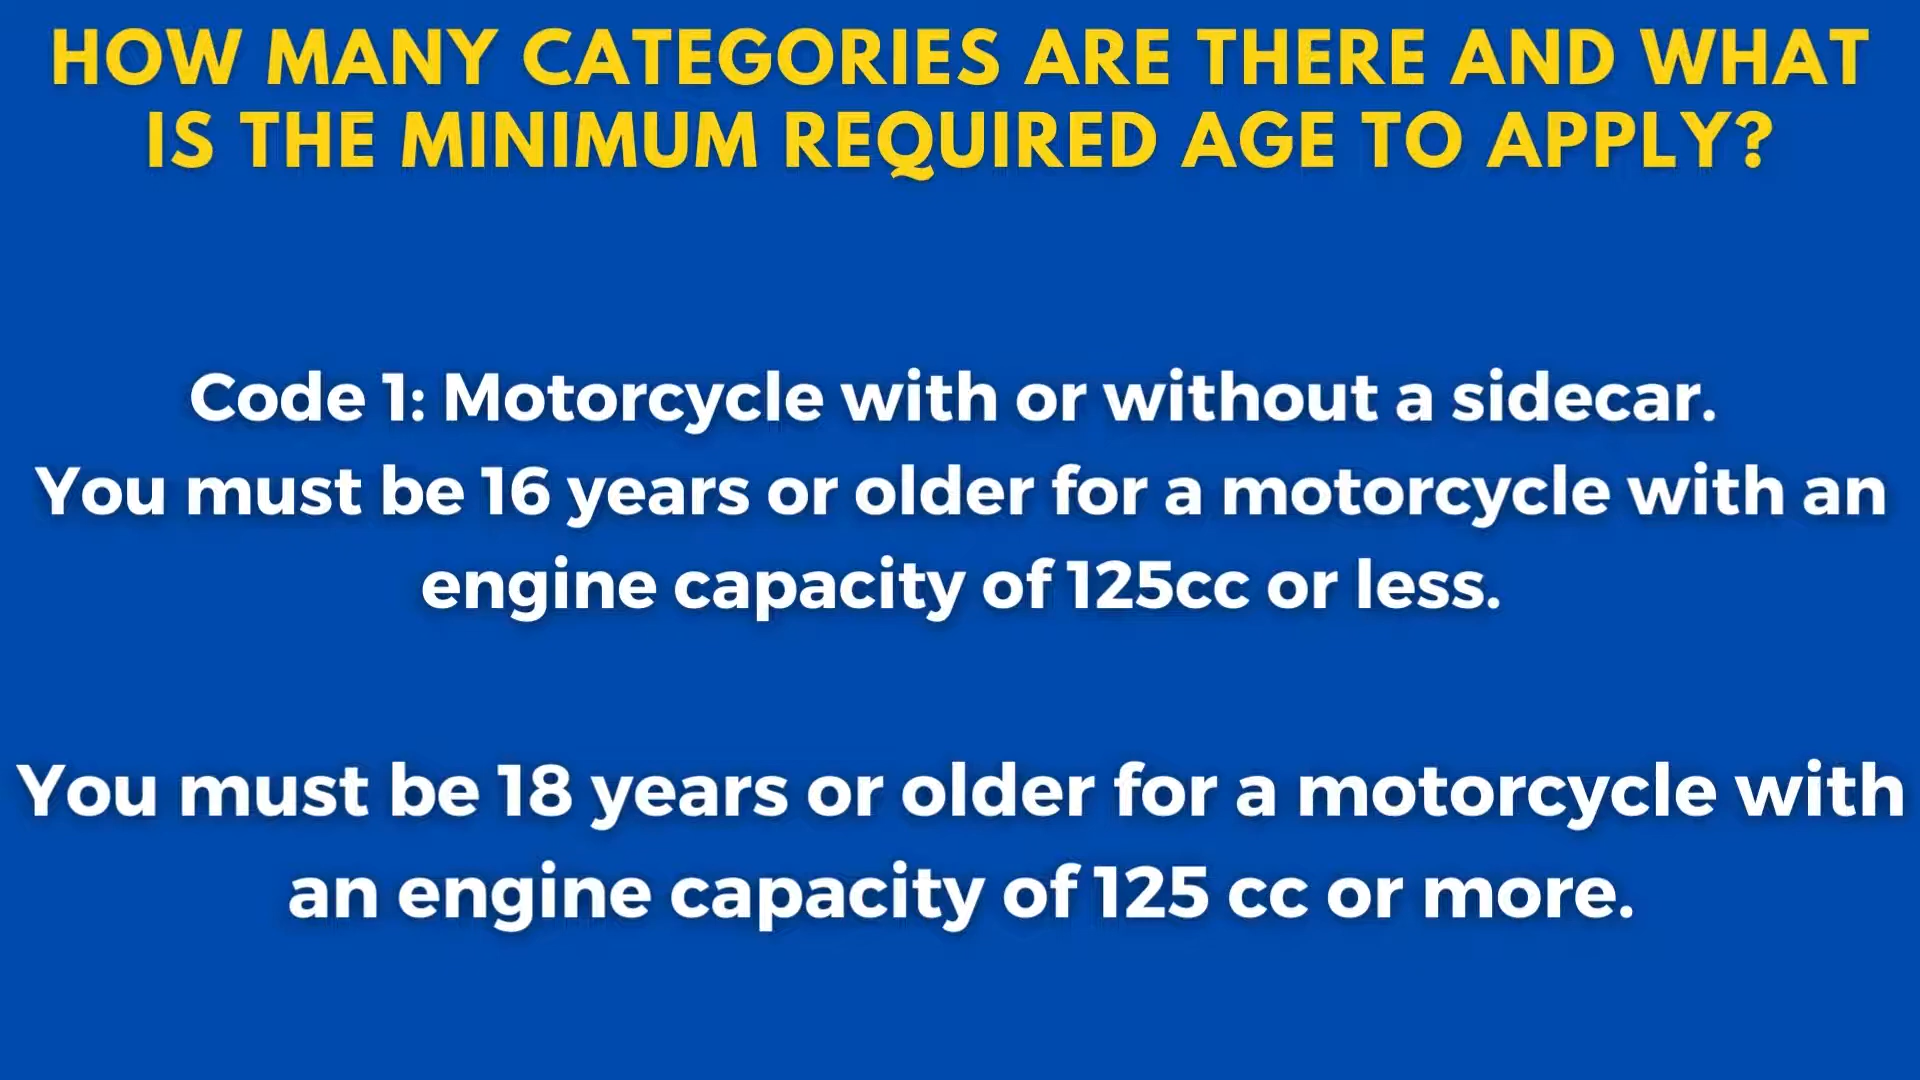 HOW MANY CATEGORIES ARE THERE AND WHAT
IS THE MINIMUM REQUIRED AGE TO APPLY?
Code 1: Motorcycle with or without a sidecar.
You must be 16 years or older for a motorcycle with an
engine capacity of 125cc or less.
You must be 18 years or older for a motorcycle with
an engine capacity of 125 cc or more.